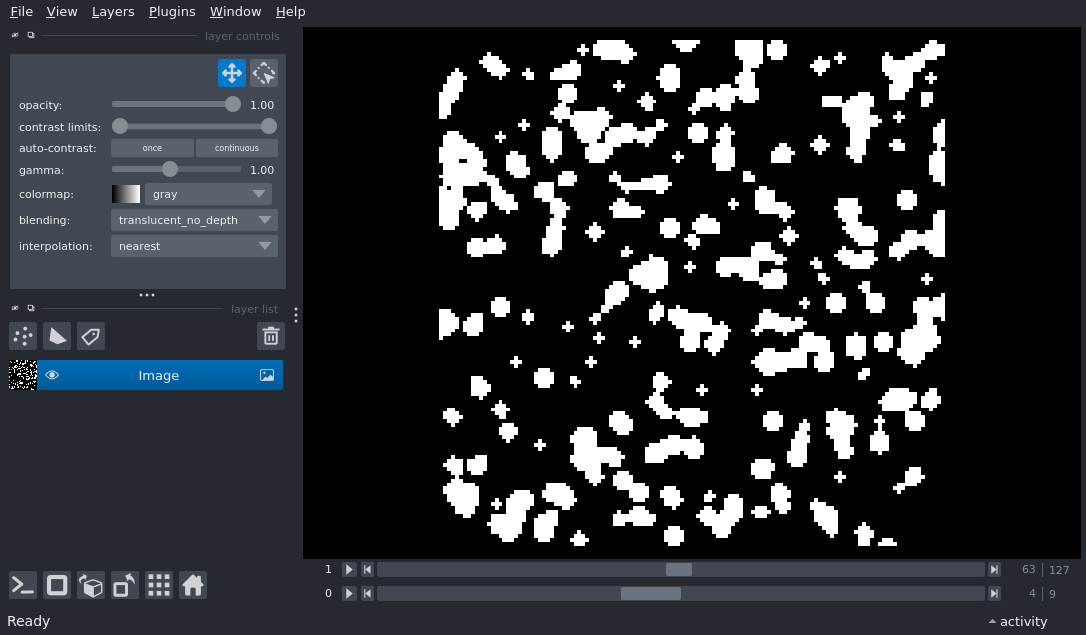 File View Layers Plugins Window Help
layer controls
opacity: 1.00
contrast limits:
auto-contrast: once continuous
gamma: 1.00
colormap: gray
blending: translucent_no_depth
interpolation: nearest
layer list
Image
1 63 127
0 4 9
Ready activity